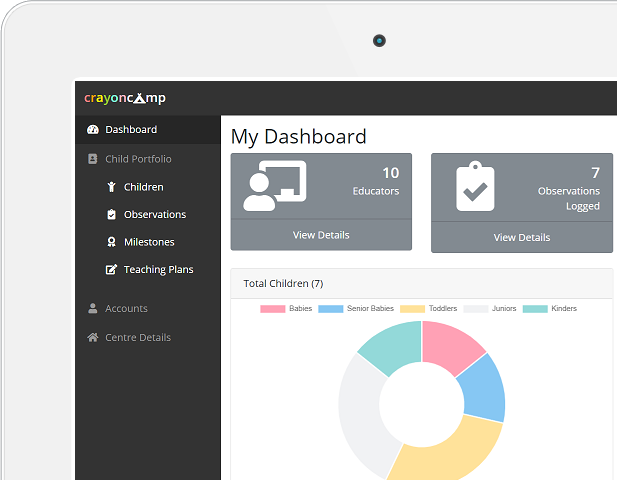 crayoncamp
Dashboard
Child Portfolio
Children
Observations
Milestones
Teaching Plans
Accounts
Centre Details
My Dashboard
10
Educators
View Details
7
Observations
Logged
View Details
Total Children (7)
Babies Senior Babies Toddlers Juniors Kinders